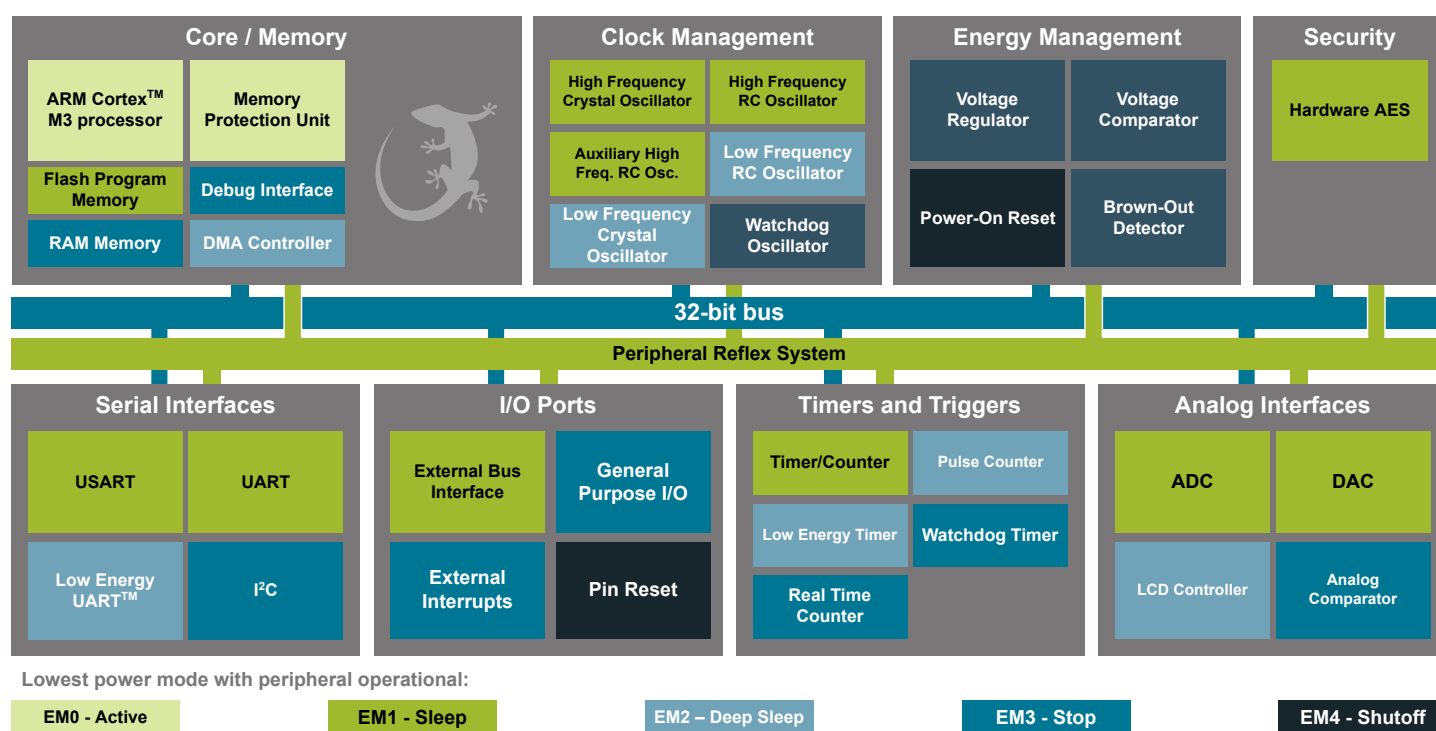 Core / Memory
ARM Cortex™
M3 processor
Memory
Protection Unit
Flash Program
Memory
Debug Interface
RAM Memory
DMA Controller
Clock Management
High Frequency
Crystal Oscillator
High Frequency
RC Oscillator
Auxiliary High
Freq. RC Osc.
Low Frequency
RC Oscillator
Low Frequency
Crystal
Oscillator
Watchdog
Oscillator
Energy Management
Voltage
Regulator
Voltage
Comparator
Power-On Reset
Brown-Out
Detector
Security
Hardware AES
32-bit bus
Peripheral Reflex System
Serial Interfaces
USART
UART
Low Energy
UART™
I²C
I/O Ports
External Bus
Interface
General
Purpose I/O
External
Interrupts
Pin Reset
Timers and Triggers
Timer/Counter
Pulse Counter
Low Energy Timer
Watchdog Timer
Real Time
Counter
Analog Interfaces
ADC
DAC
LCD Controller
Analog
Comparator
Lowest power mode with peripheral operational:
EM0 - Active
EM1 - Sleep
EM2 – Deep Sleep
EM3 - Stop
EM4 - Shutoff